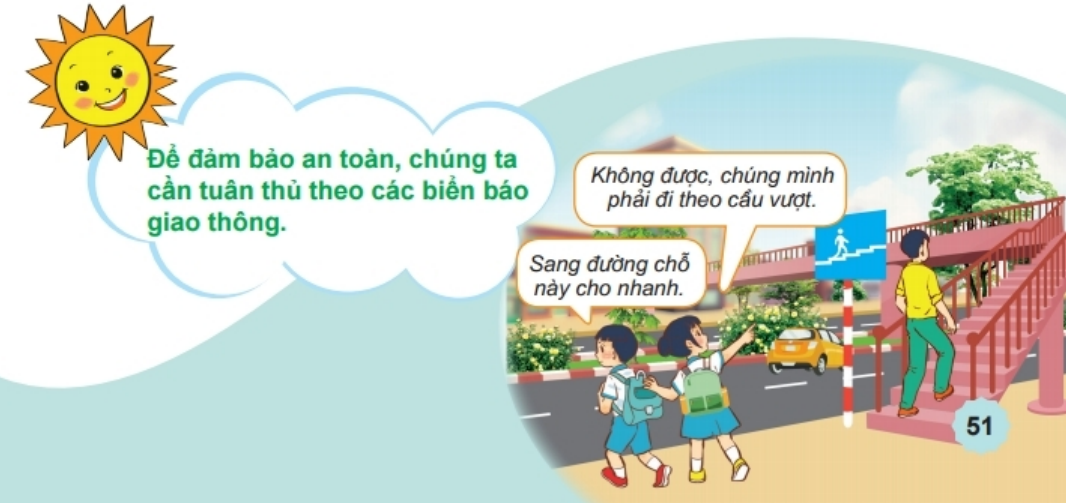 Để đảm bảo an toàn, chúng ta
cần tuân thủ theo các biển báo
giao thông.
Không được, chúng mình
phải đi theo cầu vượt.
Sang đường chỗ
này cho nhanh.
51